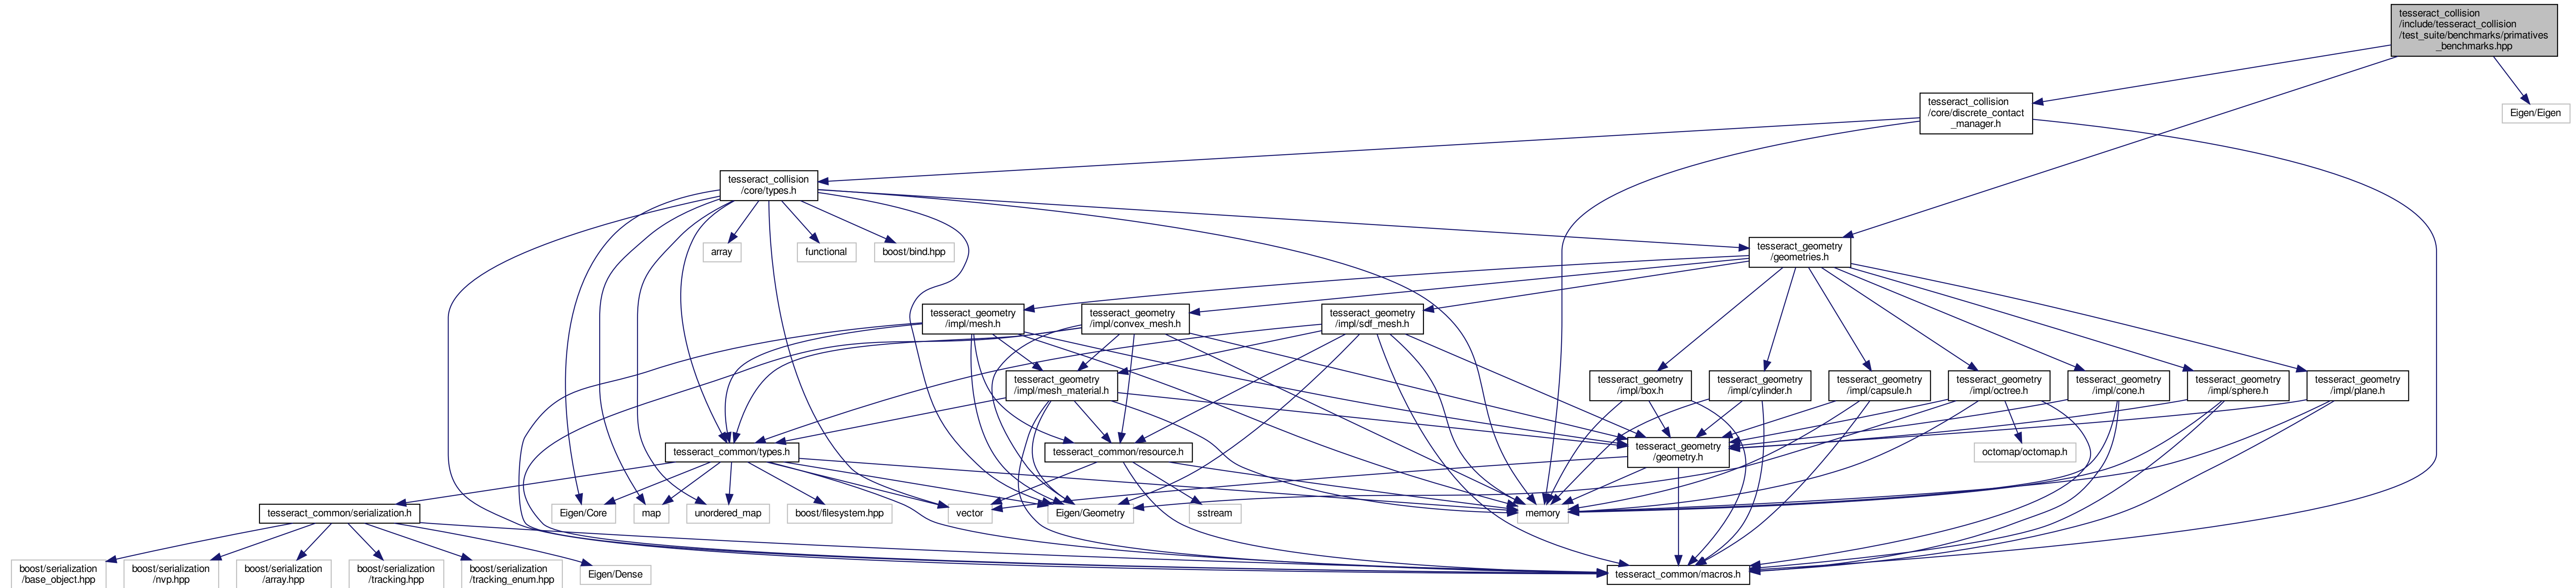 tesseract_collision
/include/tesseract_collision
/test_suite/benchmarks/primatives
_benchmarks.hpp
tesseract_collision
/core/discrete_contact
_manager.h
Eigen/Eigen
tesseract_collision
/core/types.h
array
functional
boost/bind.hpp
tesseract_geometry
/geometries.h
tesseract_geometry
/impl/mesh.h
tesseract_geometry
/impl/convex_mesh.h
tesseract_geometry
/impl/sdf_mesh.h
tesseract_geometry
/impl/mesh_material.h
tesseract_geometry
/impl/box.h
tesseract_geometry
/impl/cylinder.h
tesseract_geometry
/impl/capsule.h
tesseract_geometry
/impl/octree.h
tesseract_geometry
/impl/cone.h
tesseract_geometry
/impl/sphere.h
tesseract_geometry
/impl/plane.h
tesseract_common/types.h
tesseract_common/resource.h
tesseract_geometry
/geometry.h
octomap/octomap.h
tesseract_common/serialization.h
Eigen/Core
map
unordered_map
boost/filesystem.hpp
vector
Eigen/Geometry
sstream
memory
boost/serialization
/base_object.hpp
boost/serialization
/nvp.hpp
boost/serialization
/array.hpp
boost/serialization
/tracking.hpp
boost/serialization
/tracking_enum.hpp
Eigen/Dense
tesseract_common/macros.h